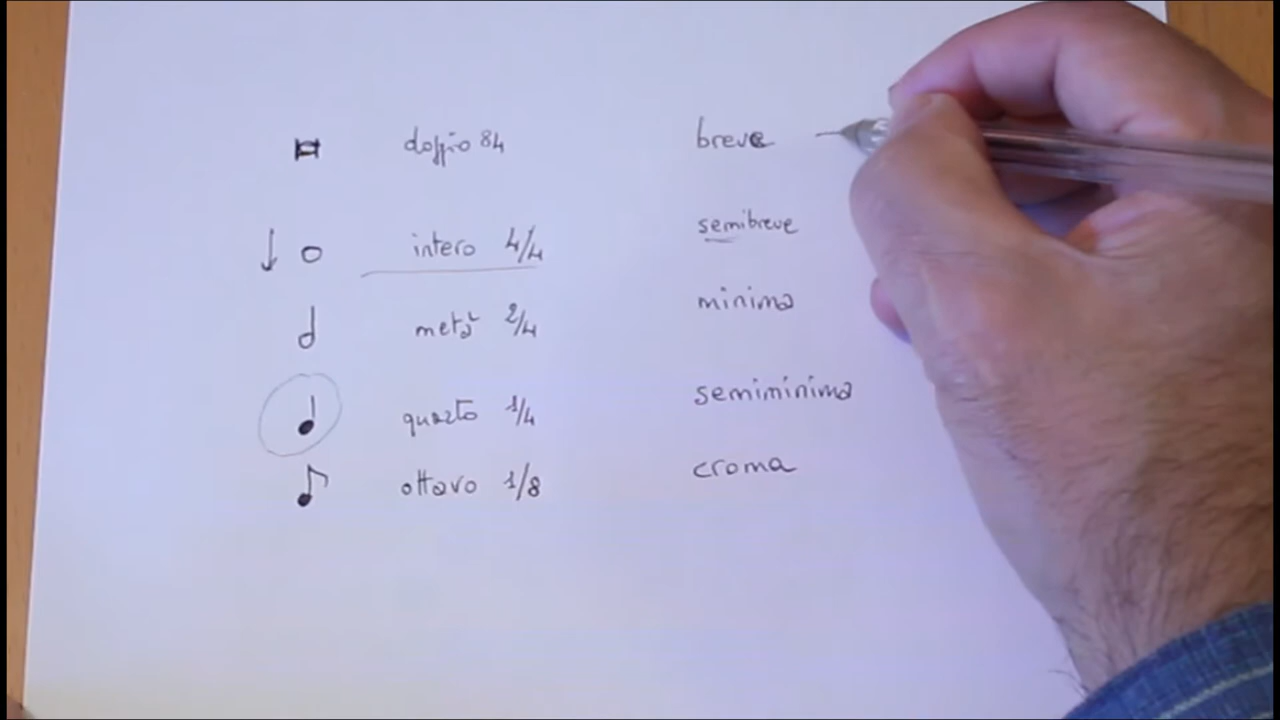 doppio 84 breve
intero 4/4 semibreve
metà 2/4 minima
quarto 1/4 semiminima
ottavo 1/8 croma